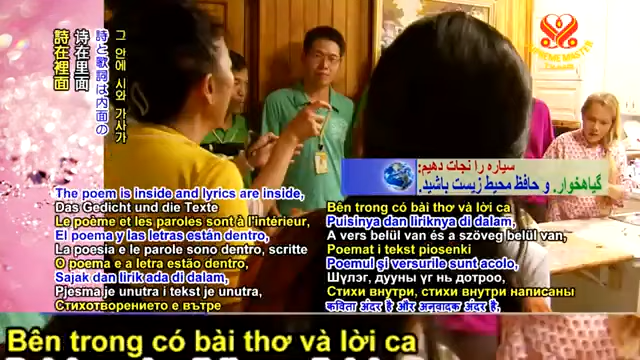 SUPREME MASTER
그 안에 시와 가사가
詩と歌詞は内面の
诗在里面
詩在裡面
سیاره را نجات دهیم:
گیاهخوار. و حافظ محیط زیست باشید.
The poem is inside and lyrics are inside,
Das Gedicht und die Texte
Le poème et les paroles sont à l'intérieur,
El poema y las letras están dentro,
La poesia e le parole sono dentro, scritte
O poema e a letra estão dentro,
Sajak dan lirik ada di dalam,
Pjesma je unutra i tekst je unutra,
Стихотворението е вътре
Bên trong có bài thơ và lời ca
Puisinya dan liriknya di dalam,
A vers belül van és a szöveg belül van,
Poemat i tekst piosenki
Poemul şi versurile sunt acolo,
Шүлэг, дууны үг нь дотроо,
Стихи внутри, стихи внутри написаны
कविता अंदर है और अनुवादक अंदर हैं,
Bên trong có bài thơ và lời ca